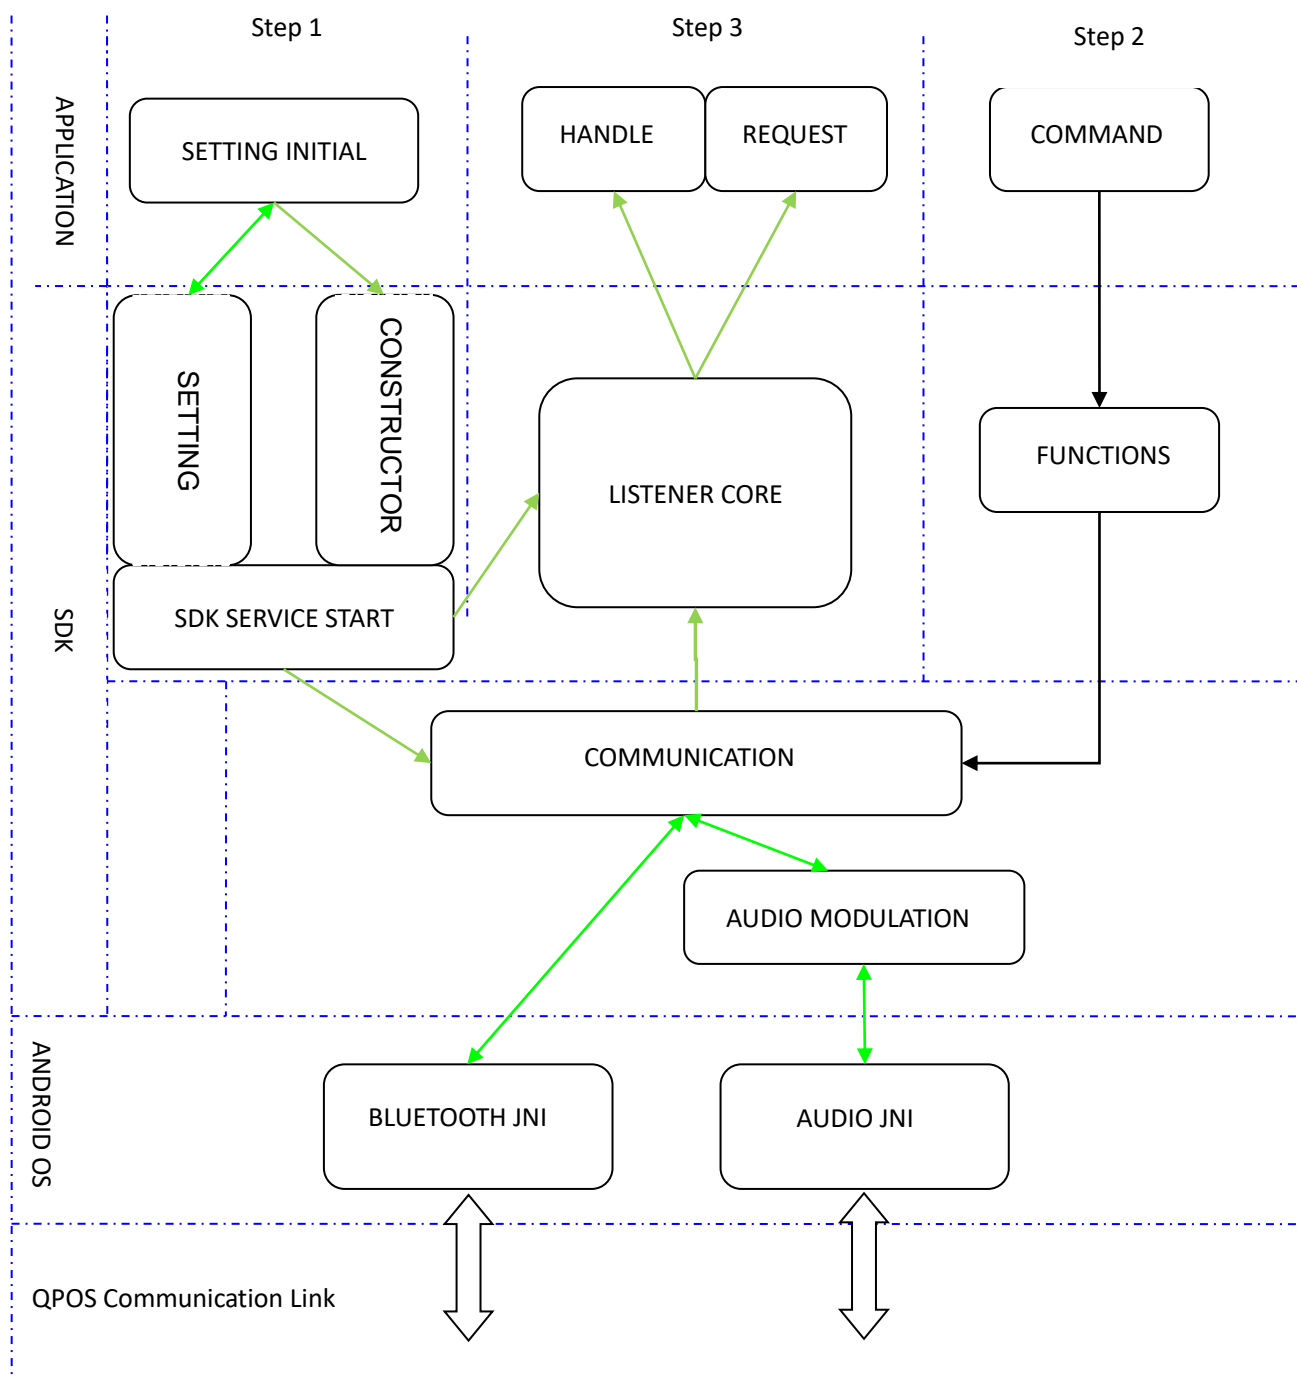 Step 1
Step 3
Step 2
APPLICATION
SETTING INITIAL
HANDLE
REQUEST
COMMAND
SETTING
CONSTRUCTOR
LISTENER CORE
FUNCTIONS
SDK
SDK SERVICE START
COMMUNICATION
AUDIO MODULATION
ANDROID OS
BLUETOOTH JNI
AUDIO JNI
QPOS Communication Link